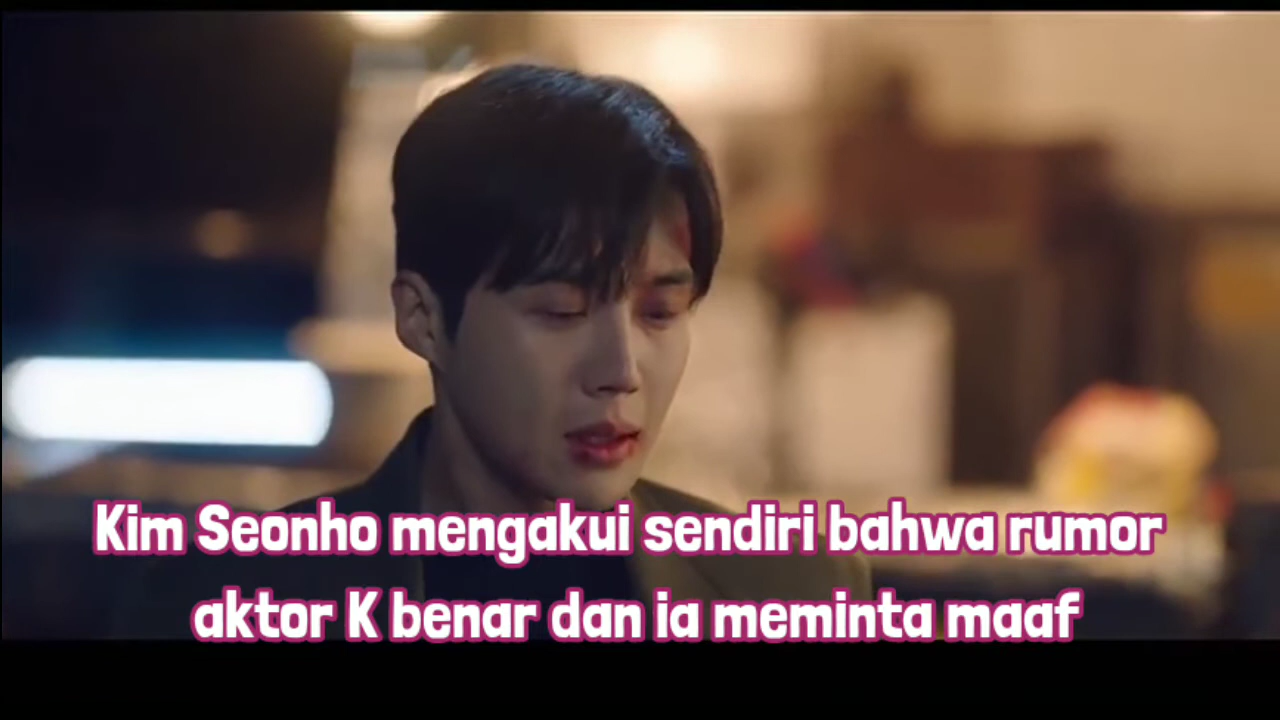 Kim Seonho mengakui sendiri bahwa rumor
aktor K benar dan ia meminta maaf